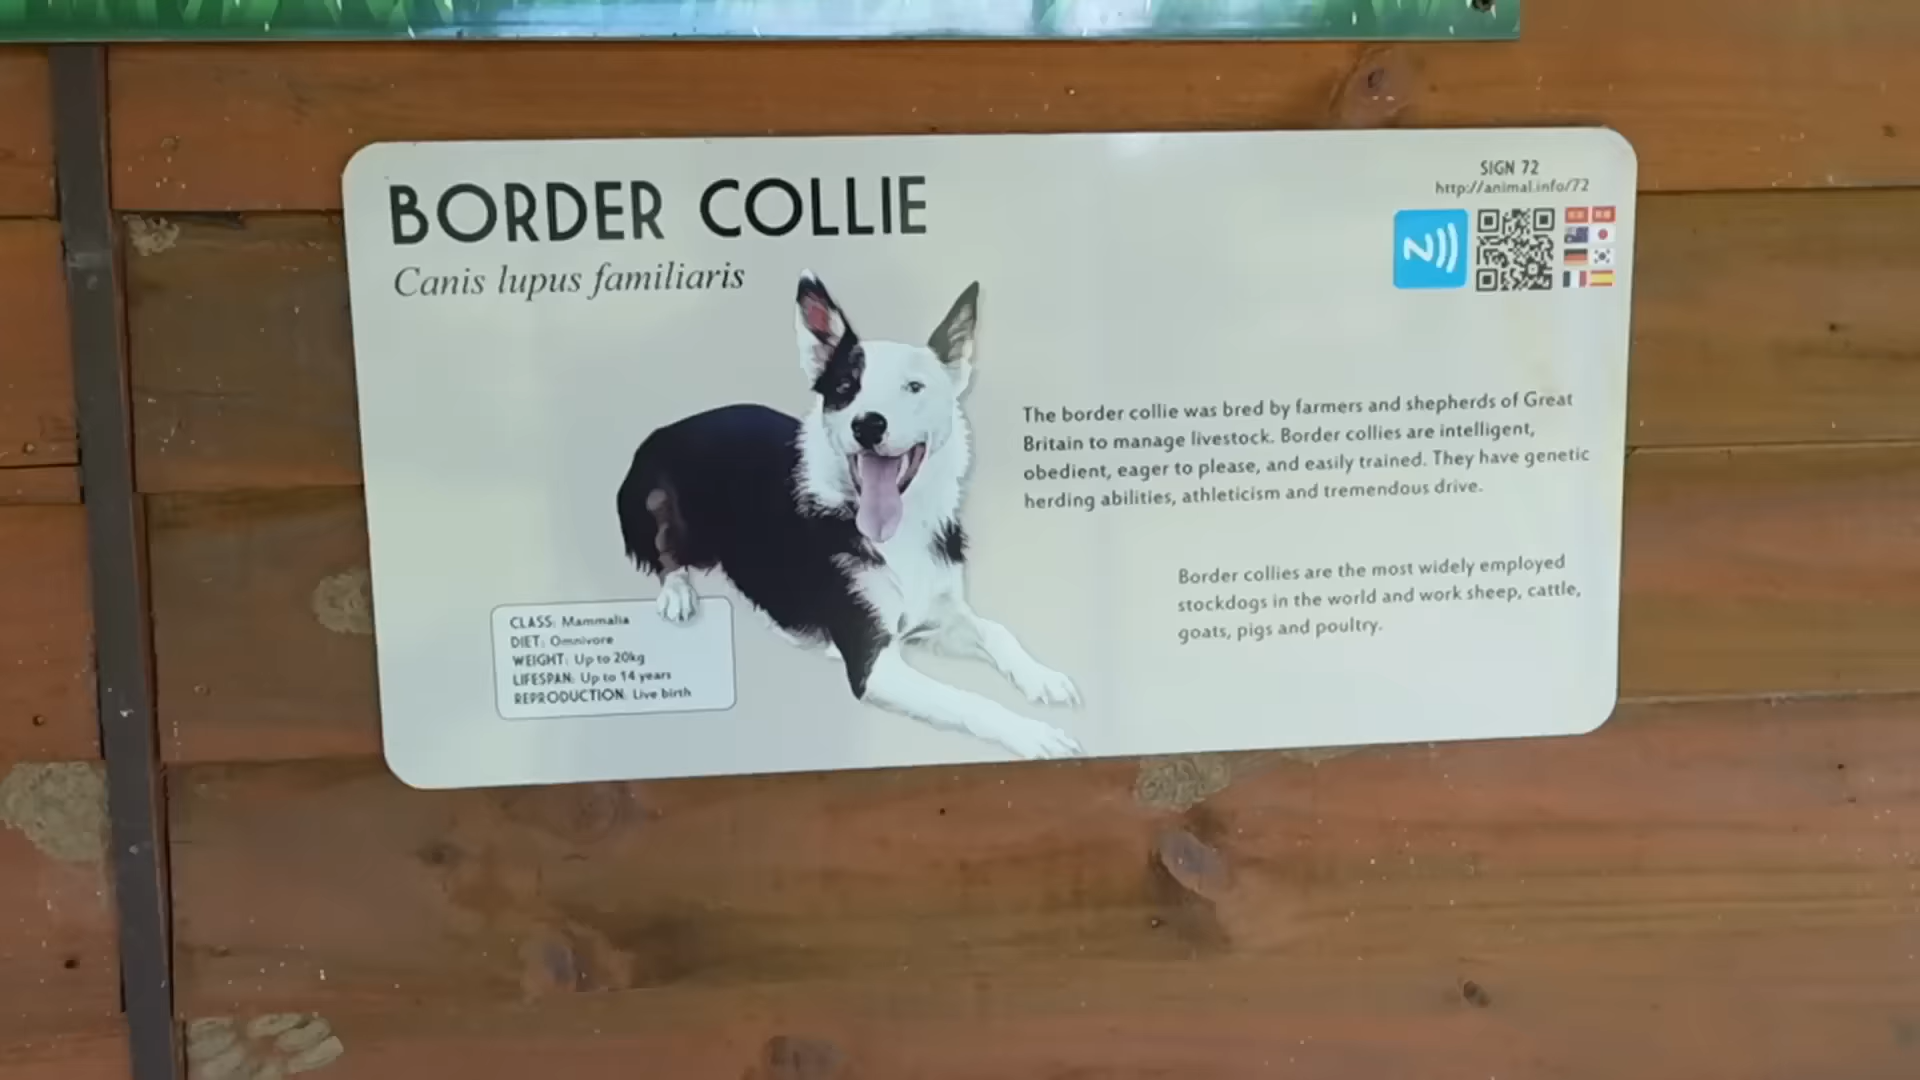 BORDER COLLIE
Canis lupus familiaris
SIGN 72
http://animal.info/72
The border collie was bred by farmers and shepherds of Great
Britain to manage livestock. Border collies are intelligent,
obedient, eager to please, and easily trained. They have genetic
herding abilities, athleticism and tremendous drive.
Border collies are the most widely employed
stockdogs in the world and work sheep, cattle,
goats, pigs and poultry.
CLASS: Mammalia
DIET: Omnivore
WEIGHT: Up to 20kg
LIFESPAN: Up to 14 years
REPRODUCTION: Live birth